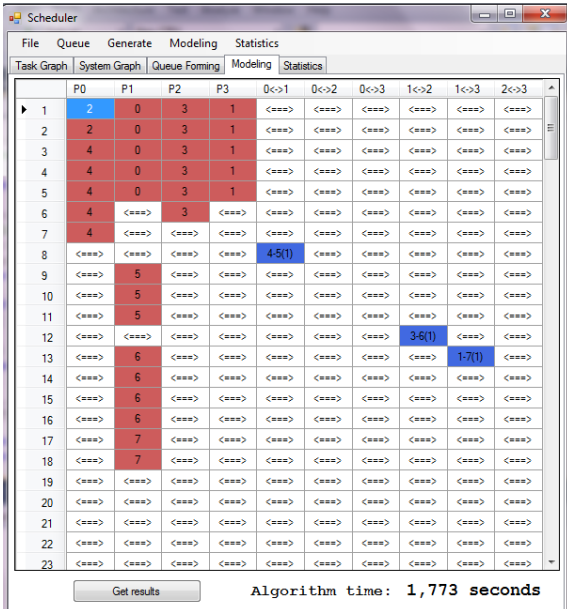 Scheduler
File Queue Generate Modeling Statistics
Task Graph System Graph Queue Foming Modeling Statistics
P0 P1 P2 P3 0<->1 0<->2 0<->3 1<->2 1<->3 2<->3
1 2 0 3 1 <===> <===> <===> <===> <===> <===>
2 2 0 3 1 <===> <===> <===> <===> <===> <===>
3 4 0 3 1 <===> <===> <===> <===> <===> <===>
4 4 0 3 1 <===> <===> <===> <===> <===> <===>
5 4 0 3 1 <===> <===> <===> <===> <===> <===>
6 4 <===> 3 <===> <===> <===> <===> <===> <===> <===>
7 4 <===> <===> <===> <===> <===> <===> <===> <===> <===>
8 <===> <===> <===> <===> 4-5(1) <===> <===> <===> <===> <===>
9 <===> 5 <===> <===> <===> <===> <===> <===> <===> <===>
10 <===> 5 <===> <===> <===> <===> <===> <===> <===> <===>
11 <===> 5 <===> <===> <===> <===> <===> <===> <===> <===>
12 <===> <===> <===> <===> <===> <===> <===> 3-6(1) <===> <===>
13 <===> 6 <===> <===> <===> <===> <===> <===> 1-7(1) <===>
14 <===> 6 <===> <===> <===> <===> <===> <===> <===> <===>
15 <===> 6 <===> <===> <===> <===> <===> <===> <===> <===>
16 <===> 6 <===> <===> <===> <===> <===> <===> <===> <===>
17 <===> 7 <===> <===> <===> <===> <===> <===> <===> <===>
18 <===> 7 <===> <===> <===> <===> <===> <===> <===> <===>
19 <===> <===> <===> <===> <===> <===> <===> <===> <===> <===>
20 <===> <===> <===> <===> <===> <===> <===> <===> <===> <===>
21 <===> <===> <===> <===> <===> <===> <===> <===> <===> <===>
22 <===> <===> <===> <===> <===> <===> <===> <===> <===> <===>
23 <===> <===> <===> <===> <===> <===> <===> <===> <===> <===>
Get results Algorithm time: 1,773 seconds